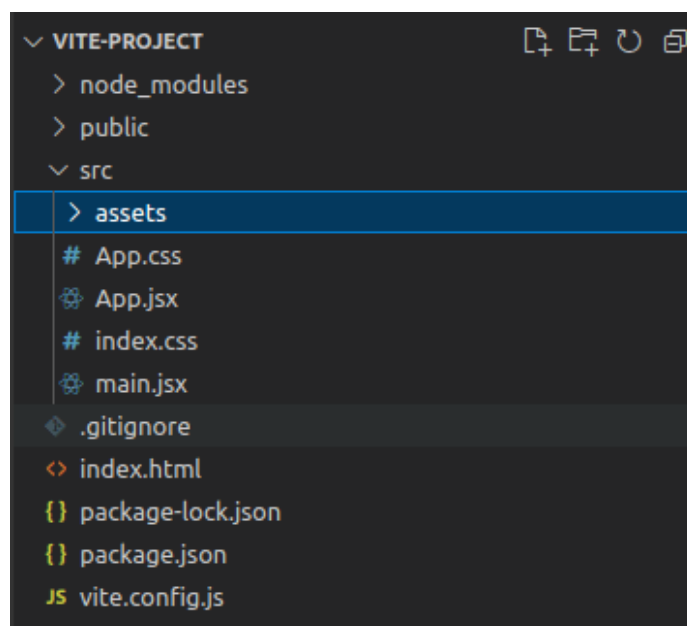 VITE-PROJECT
node_modules
public
src
assets
# App.css
App.jsx
# index.css
main.jsx
.gitignore
<> index.html
{} package-lock.json
{} package.json
JS vite.config.js